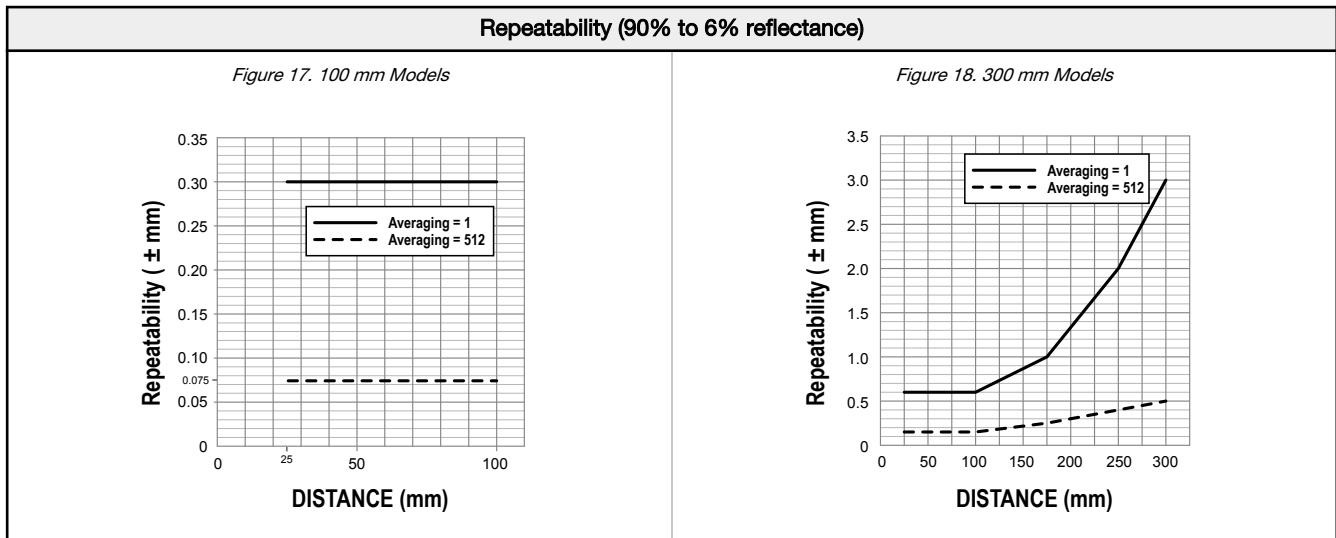 Repeatability (90% to 6% reflectance)
Figure 17. 100 mm Models
0.35
0.30
0.25
0.20
0.15
0.10
0.075
0.05
0
Repeatability ( ± mm)
Averaging = 1
Averaging = 512
0
25
50
100
DISTANCE (mm)
Figure 18. 300 mm Models
3.5
3.0
2.5
2.0
1.5
1.0
0.5
0
Repeatability ( ± mm)
Averaging = 1
Averaging = 512
0
50
100
150
200
250
300
DISTANCE (mm)